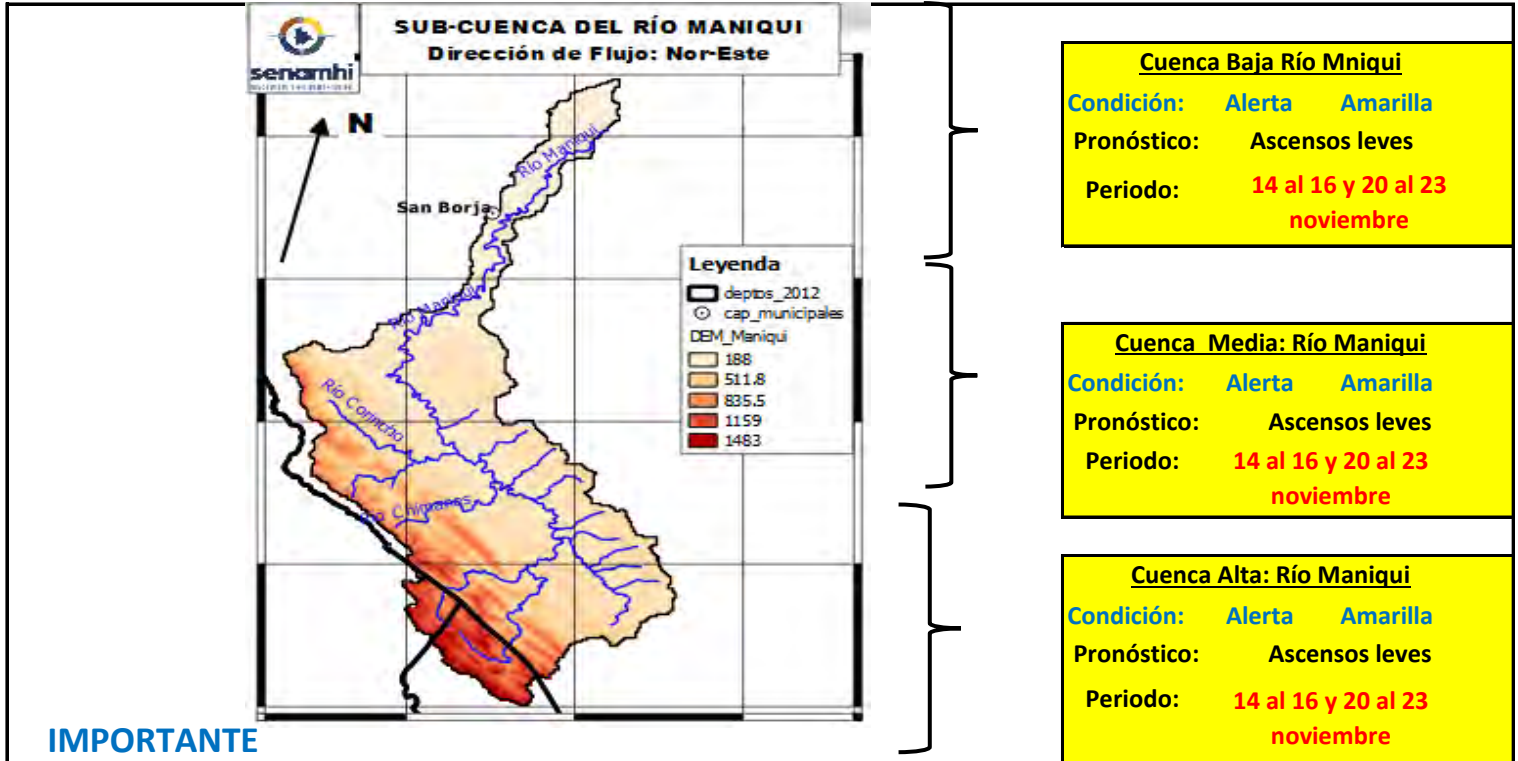 SUB-CUENCA DEL RÍO MANIQUI
Dirección de Flujo: Nor-Este
senamhi
N
Río Maniqui
San Borja
Río Maniqui
Río Chimanes
Leyenda
deptos_2012
cap_municipales
DEM_Maniqui
188
511.8
835.5
1159
1483
Cuenca Baja Río Mniqui
Condición: Alerta Amarilla
Pronóstico: Ascensos leves
Periodo: 14 al 16 y 20 al 23
noviembre
Cuenca Media: Río Maniqui
Condición: Alerta Amarilla
Pronóstico: Ascensos leves
Periodo: 14 al 16 y 20 al 23
noviembre
Cuenca Alta: Río Maniqui
Condición: Alerta Amarilla
Pronóstico: Ascensos leves
Periodo: 14 al 16 y 20 al 23
noviembre
IMPORTANTE